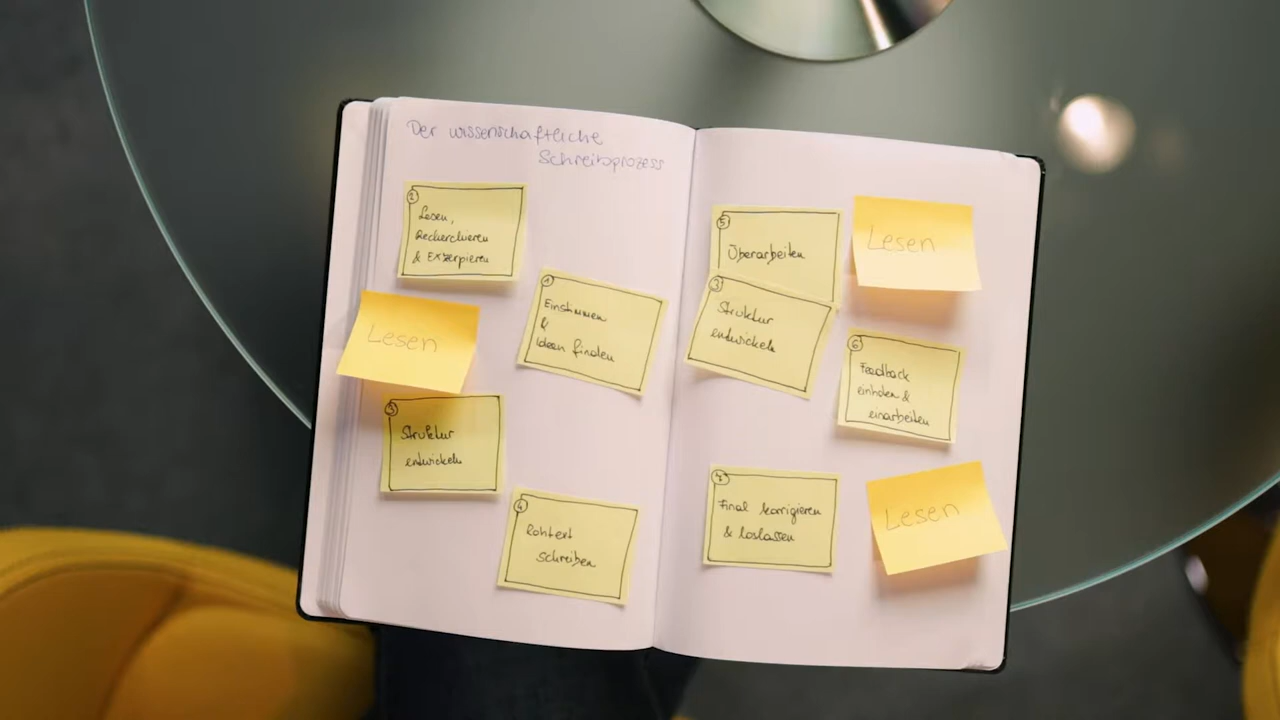 Der wissenschaftliche
Schreibprozess
2
Lesen,
Recherchieren
& Exzerpieren
1
Einstimmen
&
Ideen finden
Lesen
3
Struktur
entwickeln
4
Rohtext
schreiben
5
Überarbeiten
Lesen
3
Struktur
entwickeln
6
Feedback
einholen &
einarbeiten
7
Final korrigieren
& loslassen
Lesen